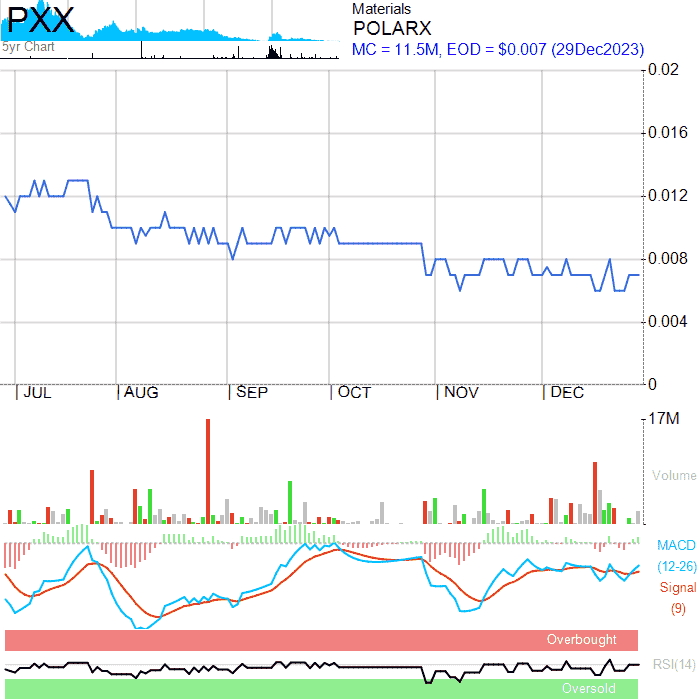 PXX
5yr Chart
Materials
POLARX
MC = 11.5M, EOD = $0.007 (29Dec2023)
0.02
0.016
0.012
0.008
0.004
0
JUL AUG SEP OCT NOV DEC
17M
Volume
MACD
(12-26)
Signal
(9)
Overbought
RSI(14)
Oversold